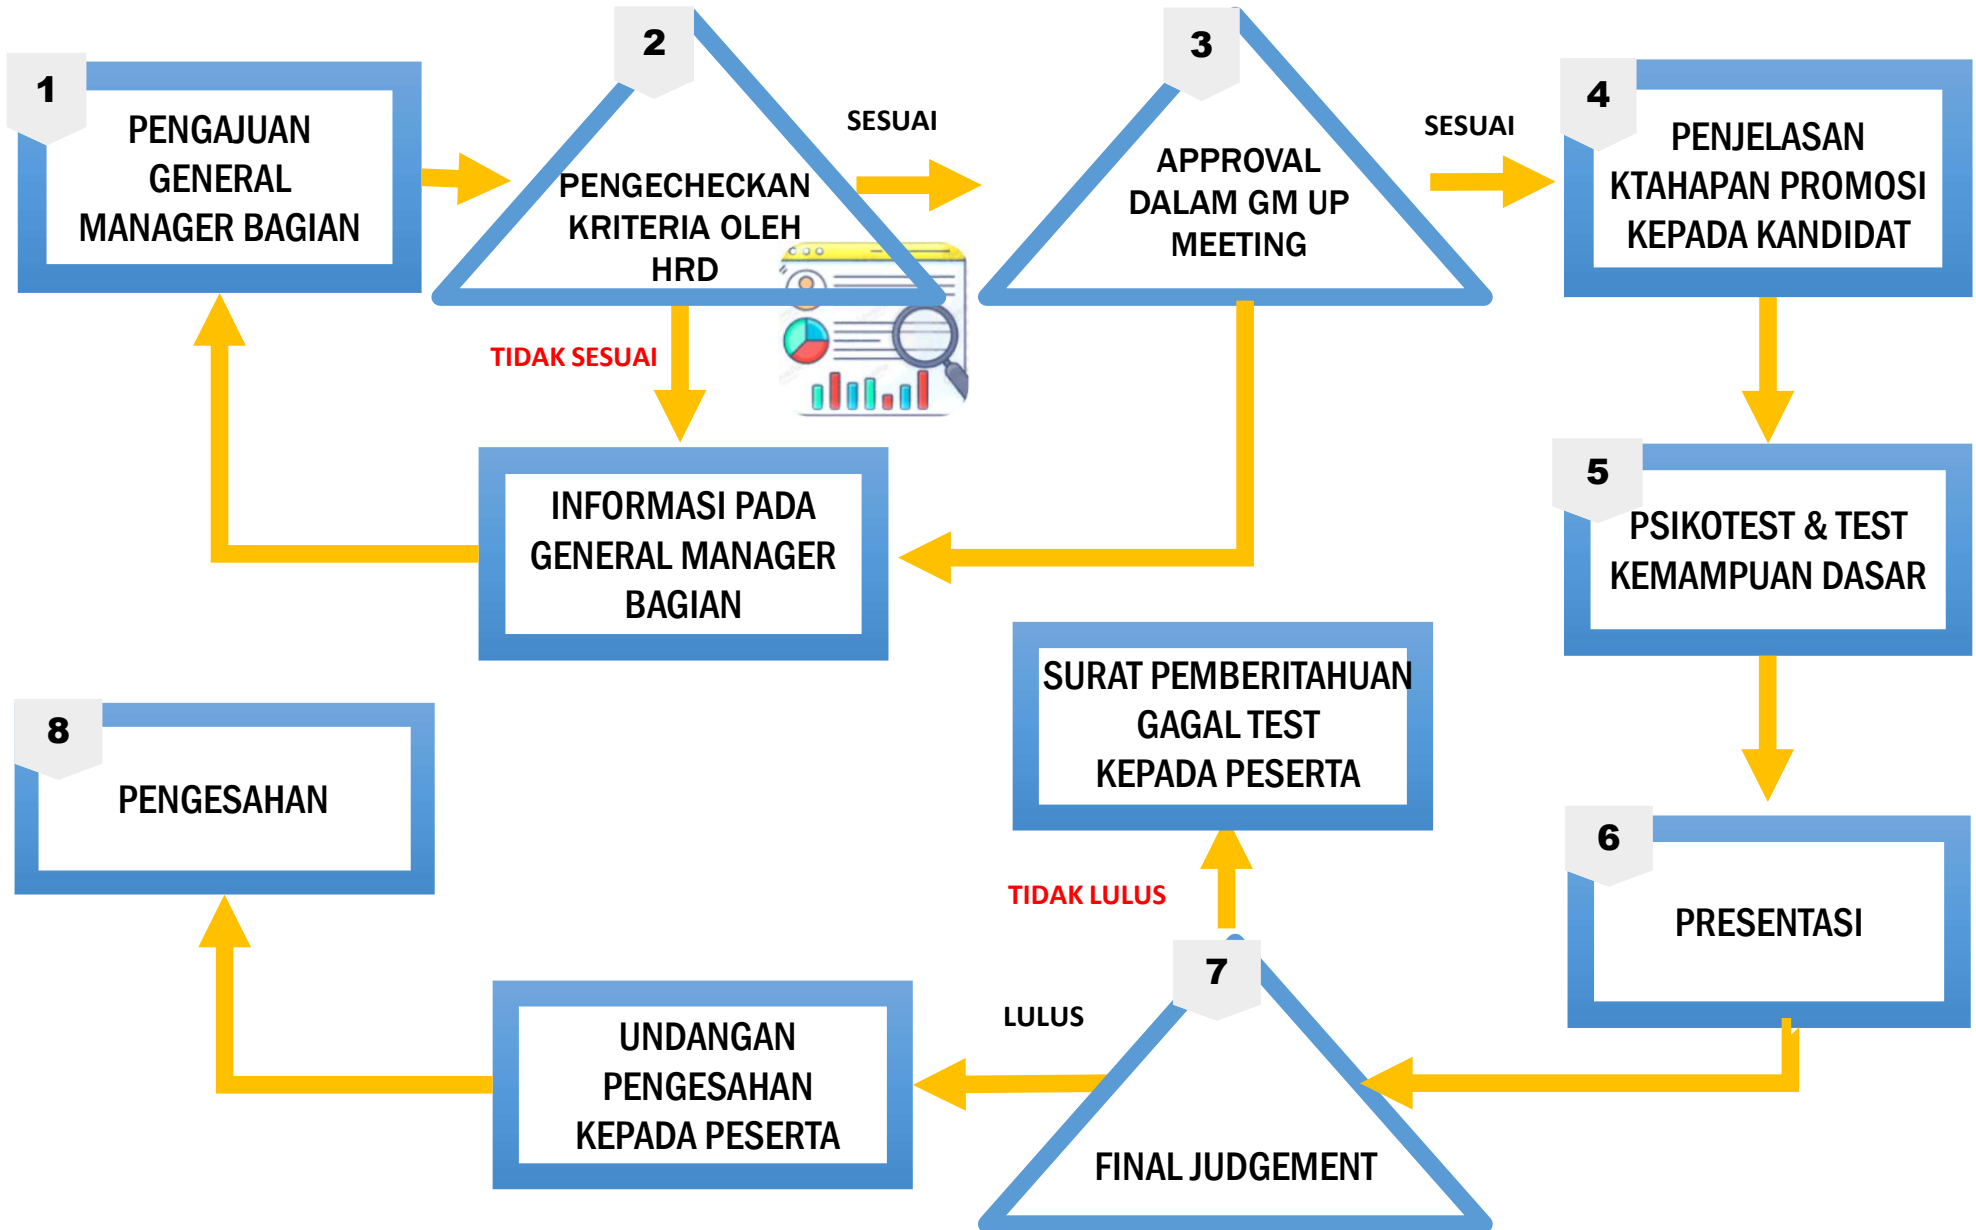 1
PENGAJUAN
GENERAL
MANAGER BAGIAN
2
PENGECHECKAN
KRITERIA OLEH
HRD
SESUAI
3
APPROVAL
DALAM GM UP
MEETING
SESUAI
4
PENJELASAN
KTAHAPAN PROMOSI
KEPADA KANDIDAT
TIDAK SESUAI
INFORMASI PADA
GENERAL MANAGER
BAGIAN
5
PSIKOTEST & TEST
KEMAMPUAN DASAR
SURAT PEMBERITAHUAN
GAGAL TEST
KEPADA PESERTA
8
PENGESAHAN
6
PRESENTASI
TIDAK LULUS
7
FINAL JUDGEMENT
LULUS
UNDANGAN
PENGESAHAN
KEPADA PESERTA